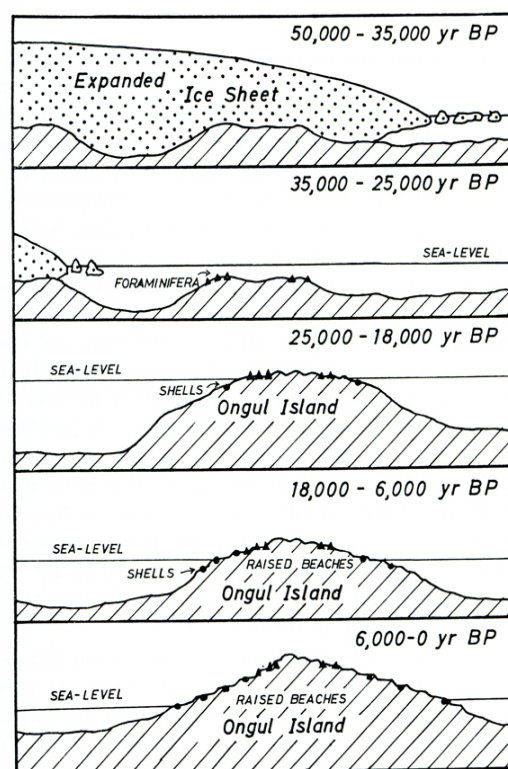 50,000 - 35,000 yr BP
Expanded
Ice Sheet
35,000 - 25,000 yr BP
SEA-LEVEL
FORAMINIFERA
25,000 - 18,000 yr BP
SEA-LEVEL
SHELLS
Ongul Island
18,000 - 6,000 yr BP
SEA-LEVEL
SHELLS
RAISED BEACHES
Ongul Island
6,000-0 yr BP
SEA-LEVEL
RAISED BEACHES
Ongul Island